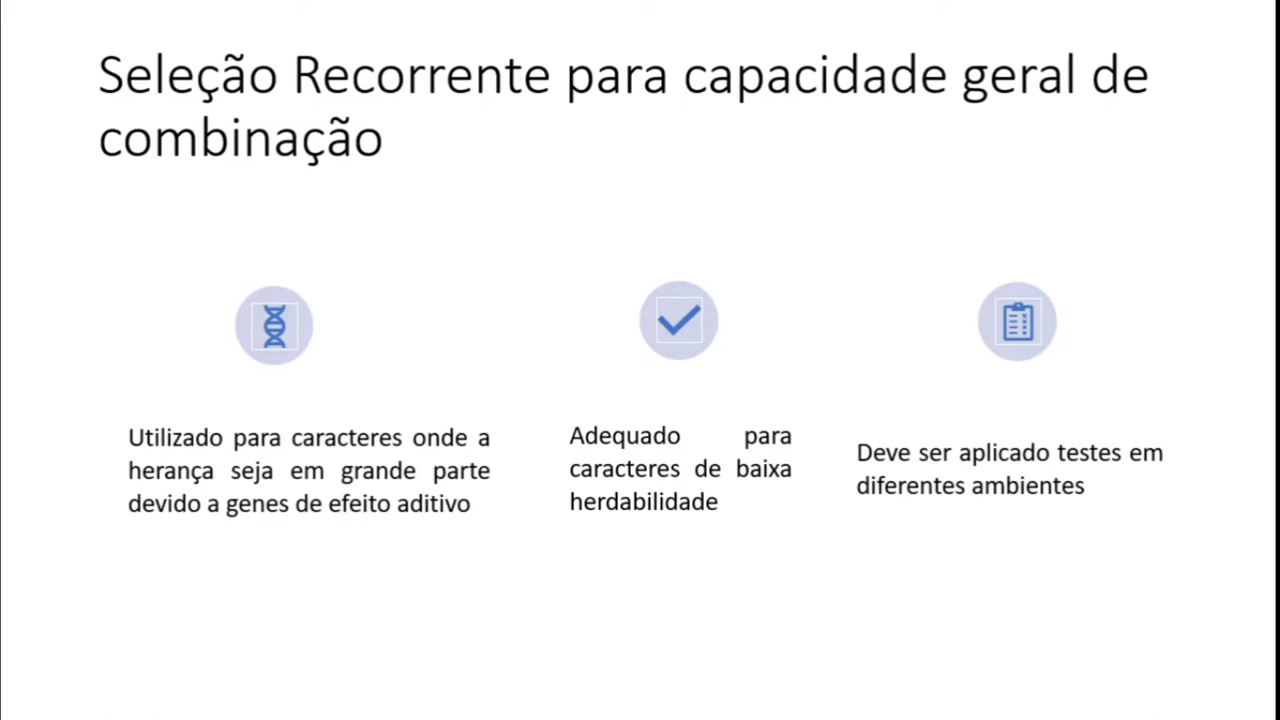 Seleção Recorrente para capacidade geral de
combinação
Utilizado para caracteres onde a
herança seja em grande parte
devido a genes de efeito aditivo
Adequado para
caracteres de baixa
herdabilidade
Deve ser aplicado testes em
diferentes ambientes